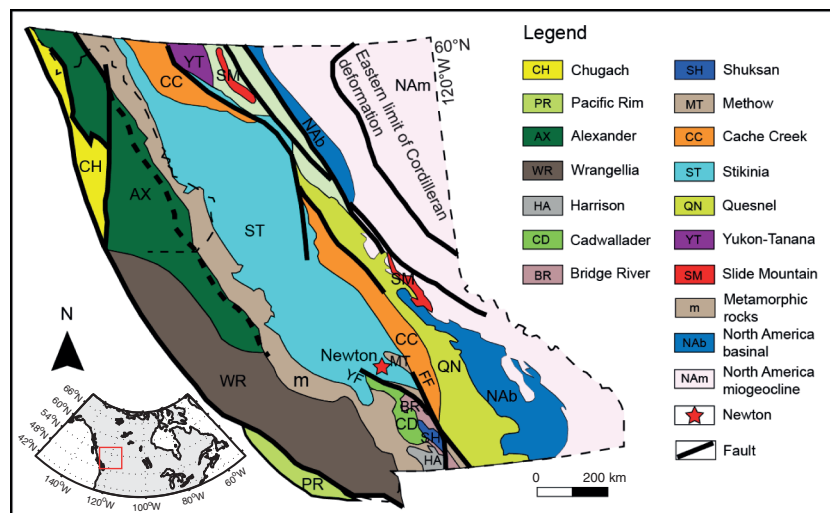 Legend
CH Chugach
PR Pacific Rim
AX Alexander
WR Wrangellia
HA Harrison
CD Cadwallader
BR Bridge River
SH Shuksan
MT Methow
CC Cache Creek
ST Stikinia
QN Quesnel
YT Yukon-Tanana
SM Slide Mountain
m Metamorphic
rocks
NAb North America
basinal
NAm North America
miogeocline
Newton
Fault
0 200 km
60°N
120°W
NAm
Eastern limit of Cordilleran
deformation
YT
SM
CC
NAb
CH
AX
ST
SM
CC
QN
NAb
Newton
MT
YF
FF
WR
m
BR
CD
SH
HA
PR
N
66°N
60°N
54°N
48°N
42°N
140°W
120°W
100°W
80°W
60°W